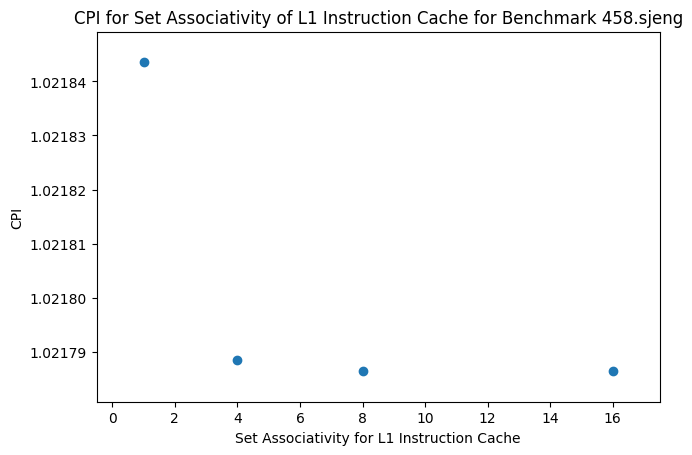 CPI for Set Associativity of L1 Instruction Cache for Benchmark 458.sjeng
1.02184
1.02183
1.02182
1.02181
1.02180
1.02179
CPI
0 2 4 6 8 10 12 14 16
Set Associativity for L1 Instruction Cache